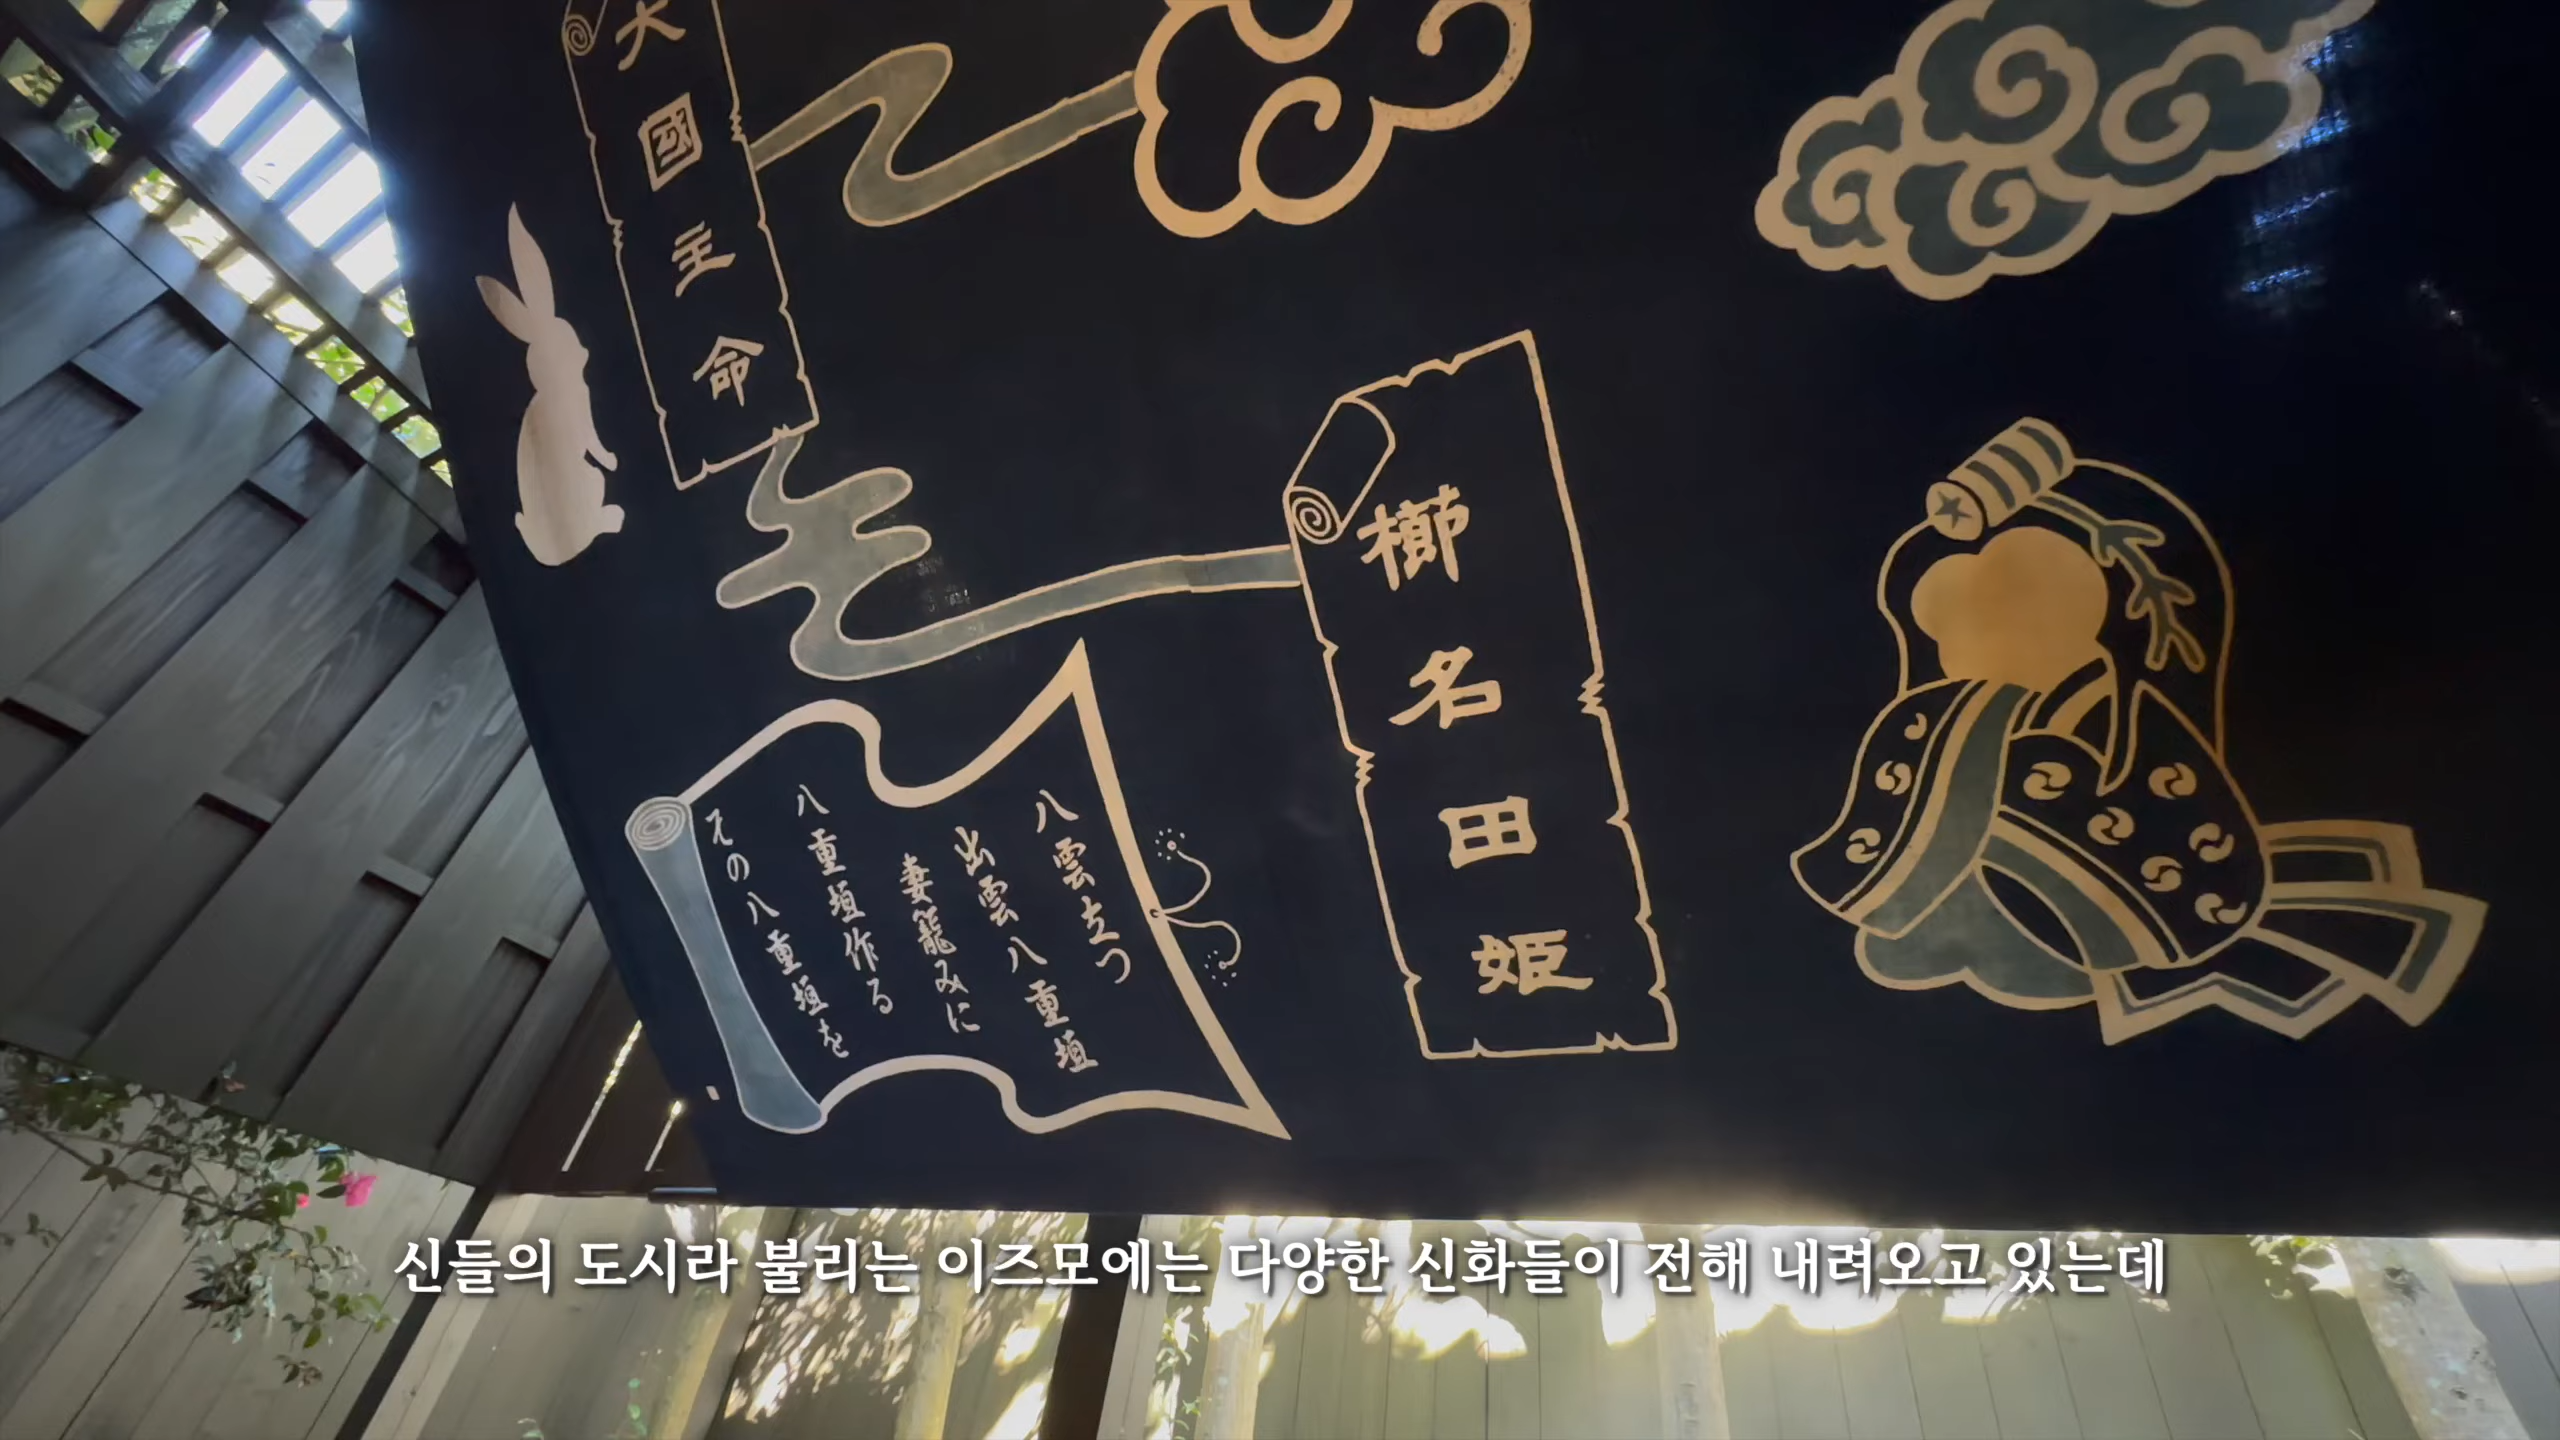 大國主命
櫛名田姫
八雲立つ
出雲八重垣
妻籠みに
八重垣作る
その八重垣を
신들의 도시라 불리는 이즈모에는 다양한 신화들이 전해 내려오고 있는데